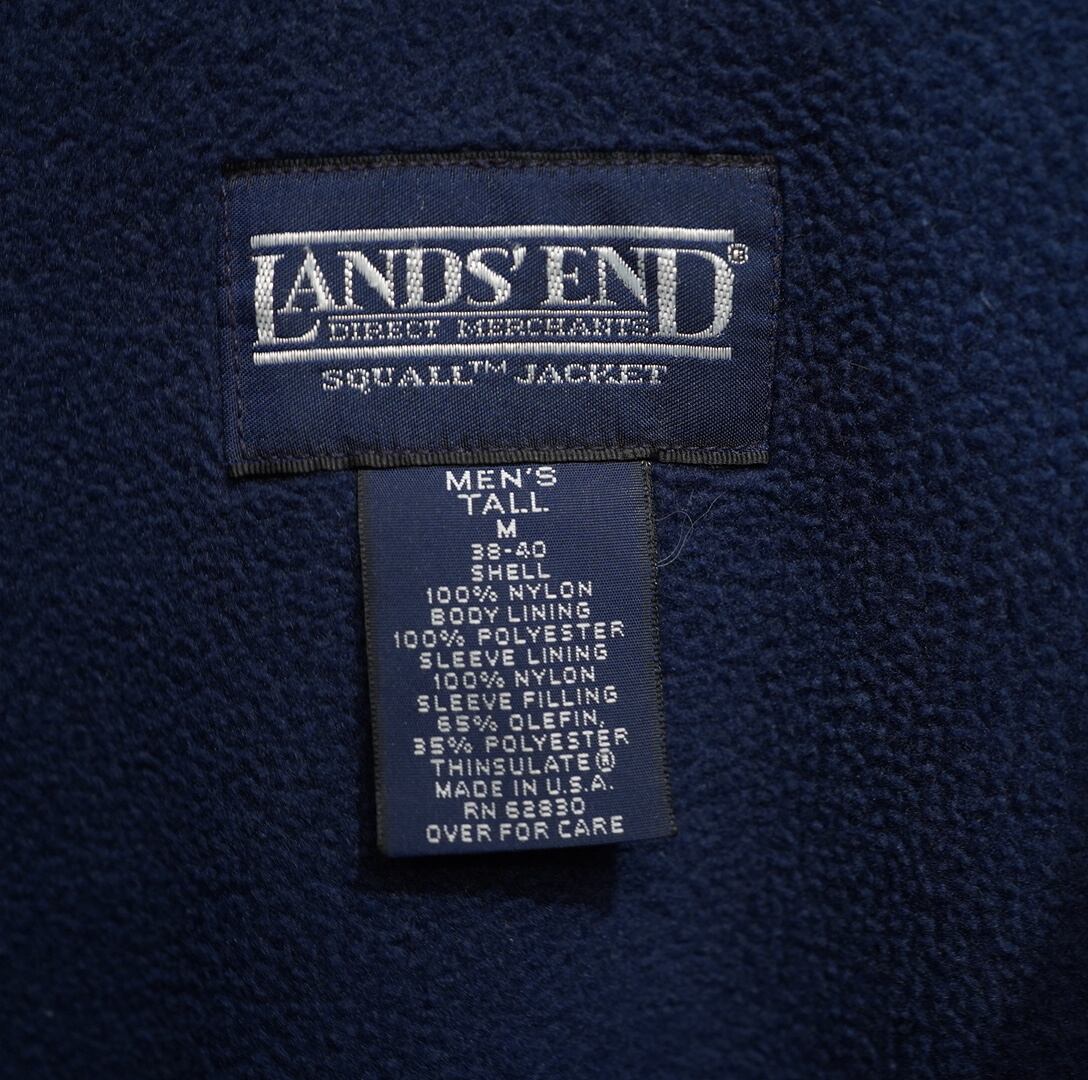 LANDS' END®
DIRECT MERCHANTS
SQUALL™ JACKET
MEN'S
TALL
M
38-40
SHELL
100% NYLON
BODY LINING
100% POLYESTER
SLEEVE LINING
100% NYLON
SLEEVE FILLING
65% OLEFIN,
35% POLYESTER
THINSULATE®
MADE IN U.S.A.
RN 62830
OVER FOR CARE